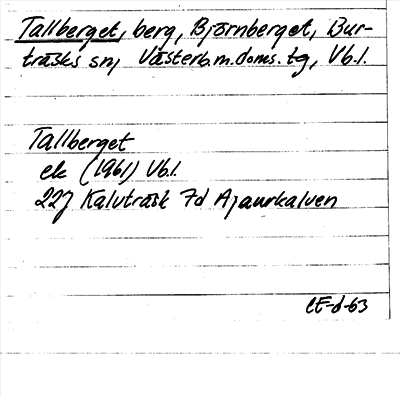 Tallberget, berg, Björnberget, Bur-
träsks sn, Västerb.m.doms.tg, Vb.l.
Tallberget
ek (1961) Vb.l.
22J Kalvträsk 7d Ajaurkalven
CE-d-63